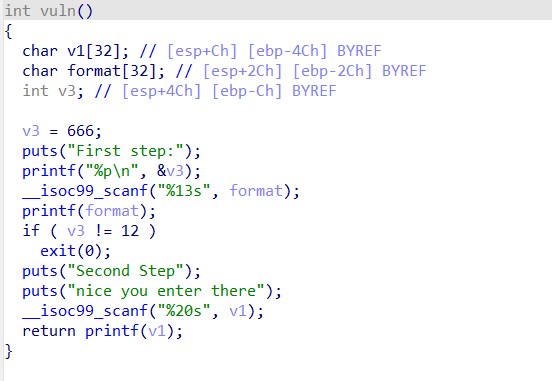 int vuln()
{
  char v1[32]; // [esp+Ch] [ebp-4Ch] BYREF
  char format[32]; // [esp+2Ch] [ebp-2Ch] BYREF
  int v3; // [esp+4Ch] [ebp-Ch] BYREF

  v3 = 666;
  puts("First step:");
  printf("%p\n", &v3);
  __isoc99_scanf("%13s", format);
  printf(format);
  if ( v3 != 12 )
    exit(0);
  puts("Second Step");
  puts("nice you enter there");
  __isoc99_scanf("%20s", v1);
  return printf(v1);
}